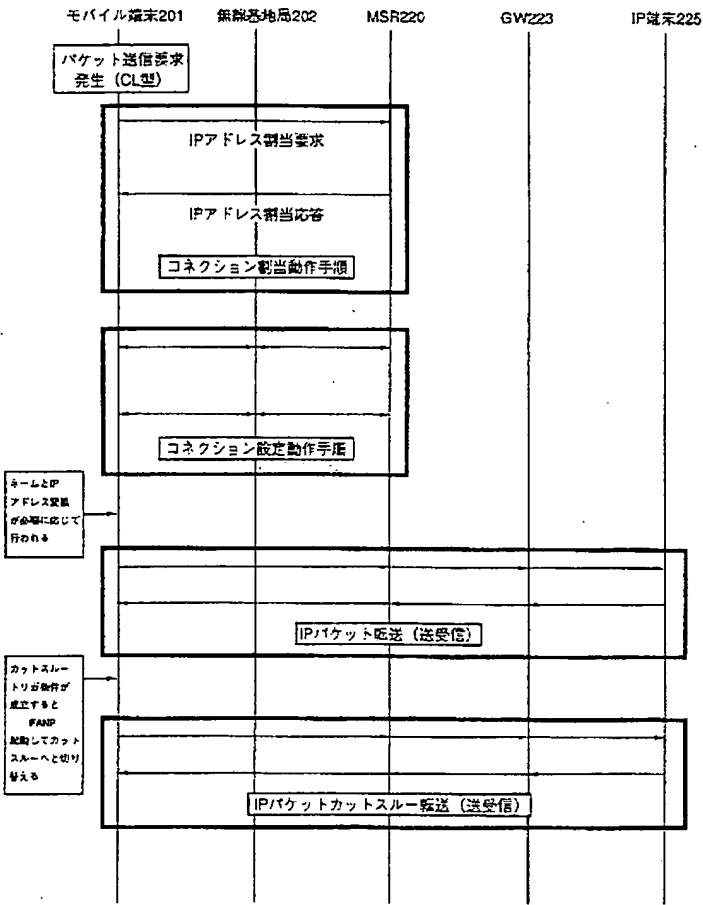 モバイル端末201 無線基地局202 MSR220 GW223 IP端末225
パケット送信要求
発生（CL型）
IPアドレス割当要求
IPアドレス割当応答
コネクション割当動作手順
コネクション設定動作手順
ネームとIP
アドレス変換
が必要に応じて
行われる
IPパケット転送（送受信）
カットスルー
トリガ条件が
成立すると
FANP
起動してカット
スルーへと切り
替える
IPパケットカットスルー転送（送受信）